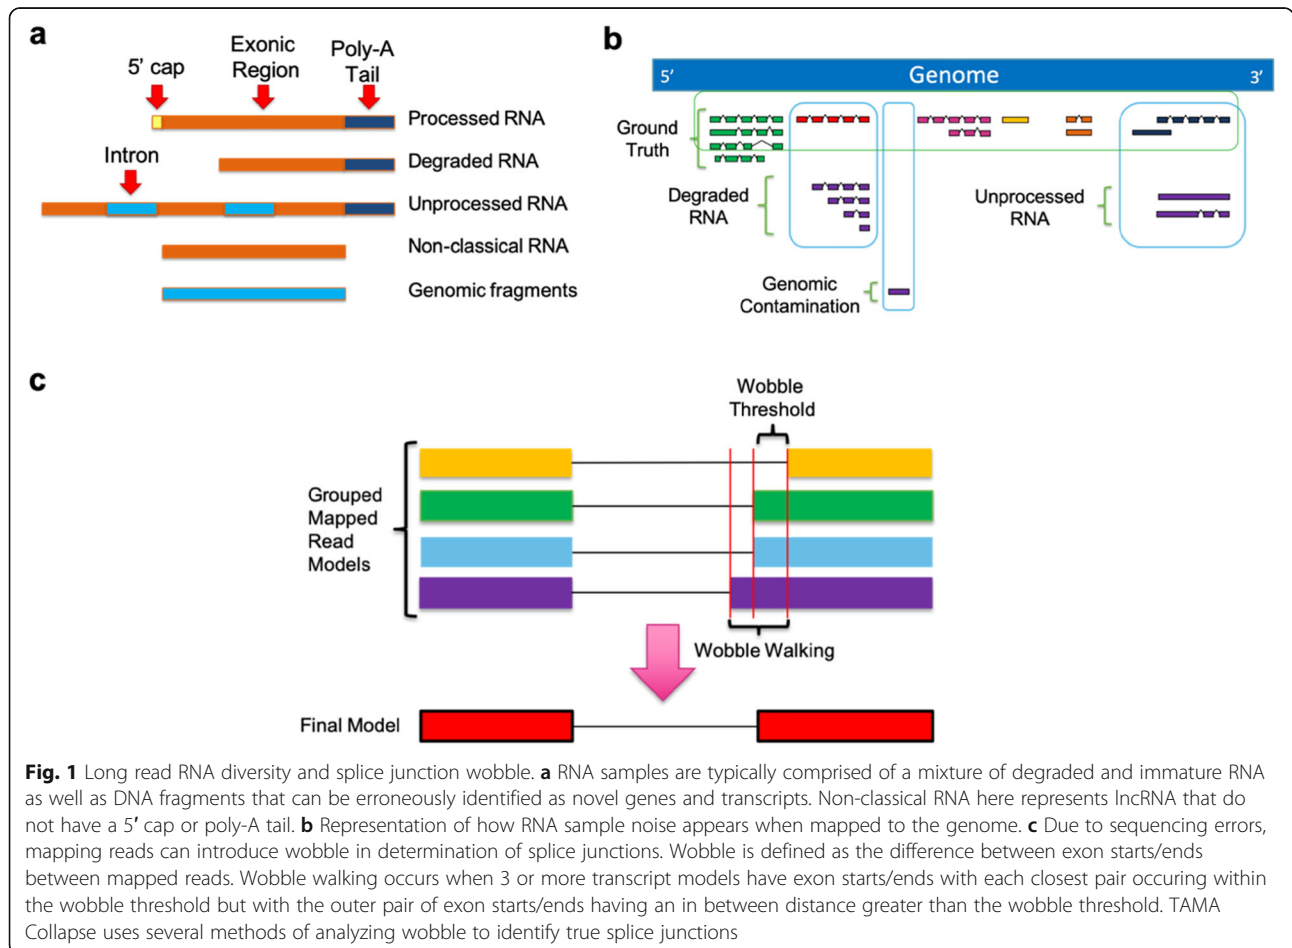 a
5' cap
Exonic
Region
Poly-A
Tail
Processed RNA
Degraded RNA
Intron
Unprocessed RNA
Non-classical RNA
Genomic fragments
b
5' Genome 3'
Ground
Truth
Degraded
RNA
Unprocessed
RNA
Genomic
Contamination
c
Wobble
Threshold
Grouped
Mapped
Read
Models
Wobble Walking
Final Model
Fig. 1 Long read RNA diversity and splice junction wobble. a RNA samples are typically comprised of a mixture of degraded and immature RNA
as well as DNA fragments that can be erroneously identified as novel genes and transcripts. Non-classical RNA here represents lncRNA that do
not have a 5' cap or poly-A tail. b Representation of how RNA sample noise appears when mapped to the genome. c Due to sequencing errors,
mapping reads can introduce wobble in determination of splice junctions. Wobble is defined as the difference between exon starts/ends
between mapped reads. Wobble walking occurs when 3 or more transcript models have exon starts/ends with each closest pair occuring within
the wobble threshold but with the outer pair of exon starts/ends having an in between distance greater than the wobble threshold. TAMA
Collapse uses several methods of analyzing wobble to identify true splice junctions